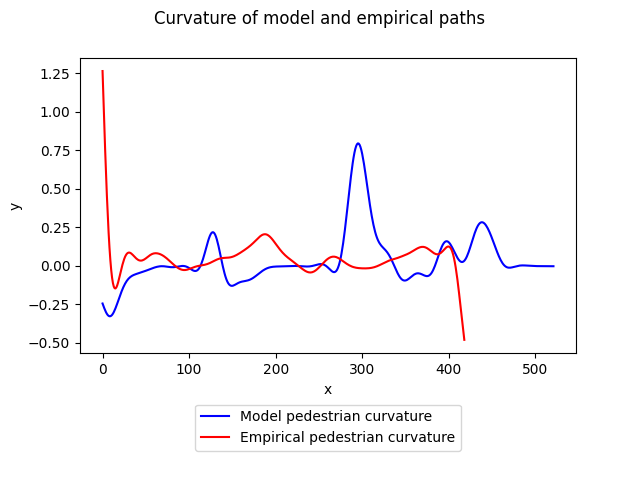 Curvature of model and empirical paths
1.25
1.00
0.75
0.50
0.25
0.00
−0.25
−0.50
y
0 100 200 300 400 500
x
Model pedestrian curvature
Empirical pedestrian curvature